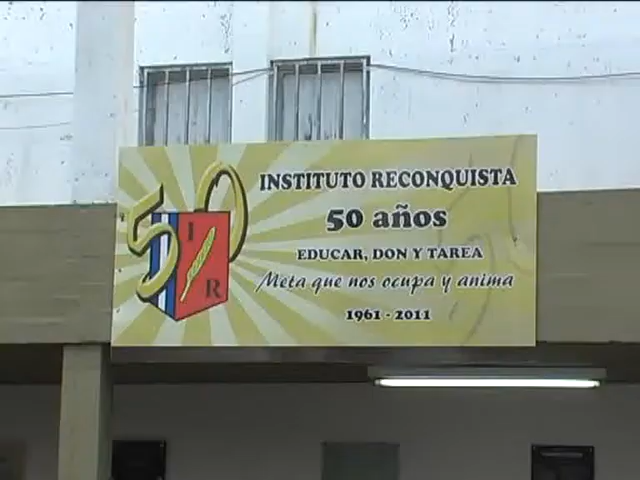 50
I
R
INSTITUTO RECONQUISTA
50 años
EDUCAR, DON Y TAREA
Meta que nos ocupa y anima
1961 - 2011